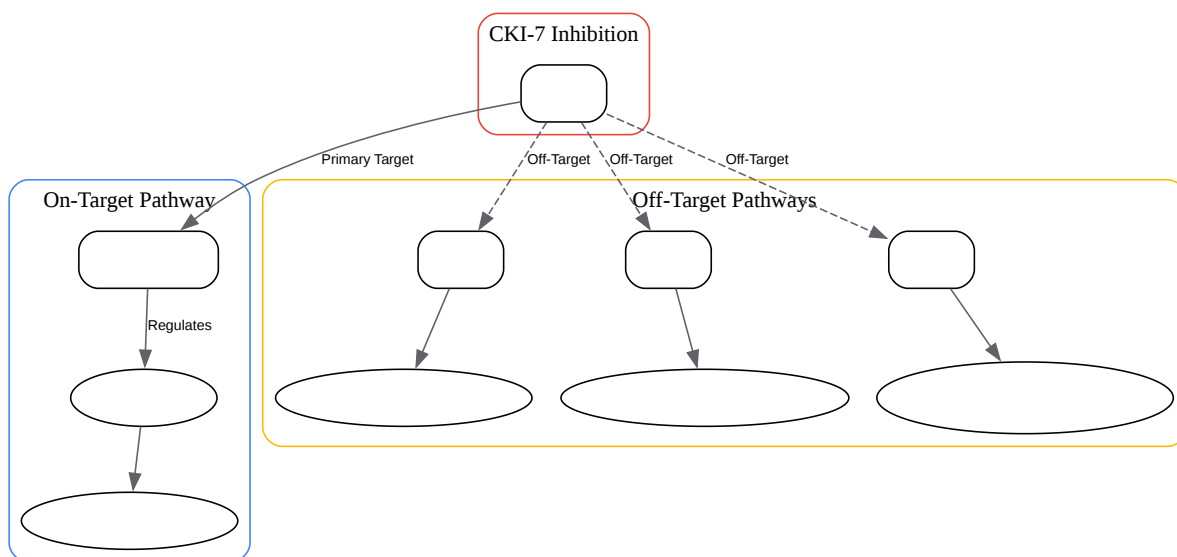 CKI-7 Inhibition
Primary Target
Off-Target
Off-Target
Off-Target
On-Target Pathway
Off-Target Pathways
Regulates